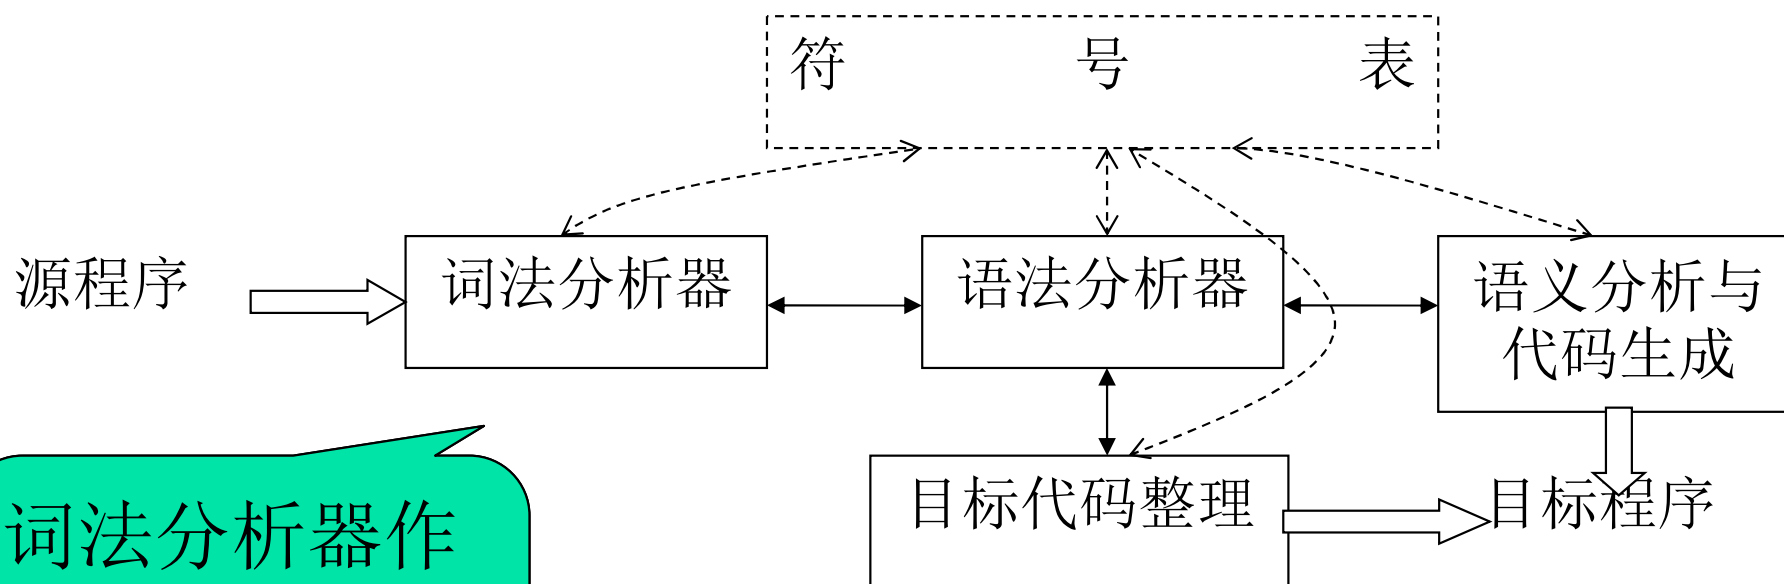 符 号 表
源程序
词法分析器
语法分析器
语义分析与
代码生成
目标代码整理
目标程序
词法分析器作